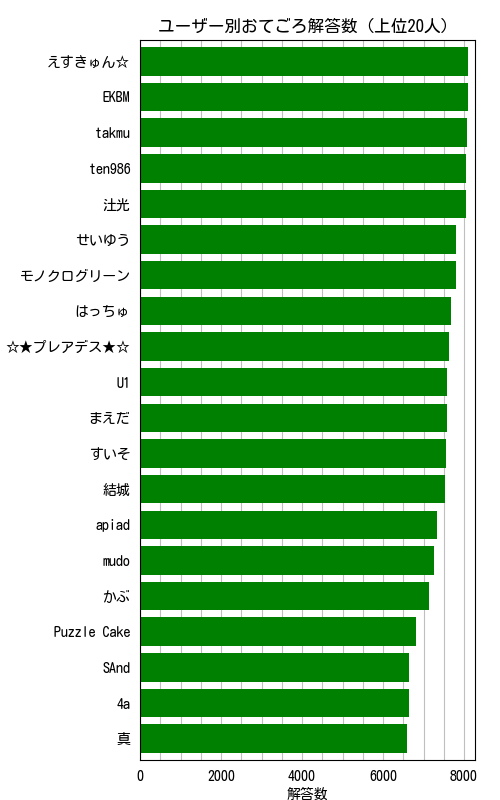 ユーザー別おてごろ解答数（上位20人）
えすきゅん☆
EKBM
takmu
ten986
汢光
せいゆう
モノクログリーン
はっちゅ
☆★プレアデス★☆
U1
まえだ
すいそ
結城
apiad
mudo
かぶ
Puzzle Cake
SAnd
4a
真
0 2000 4000 6000 8000
解答数